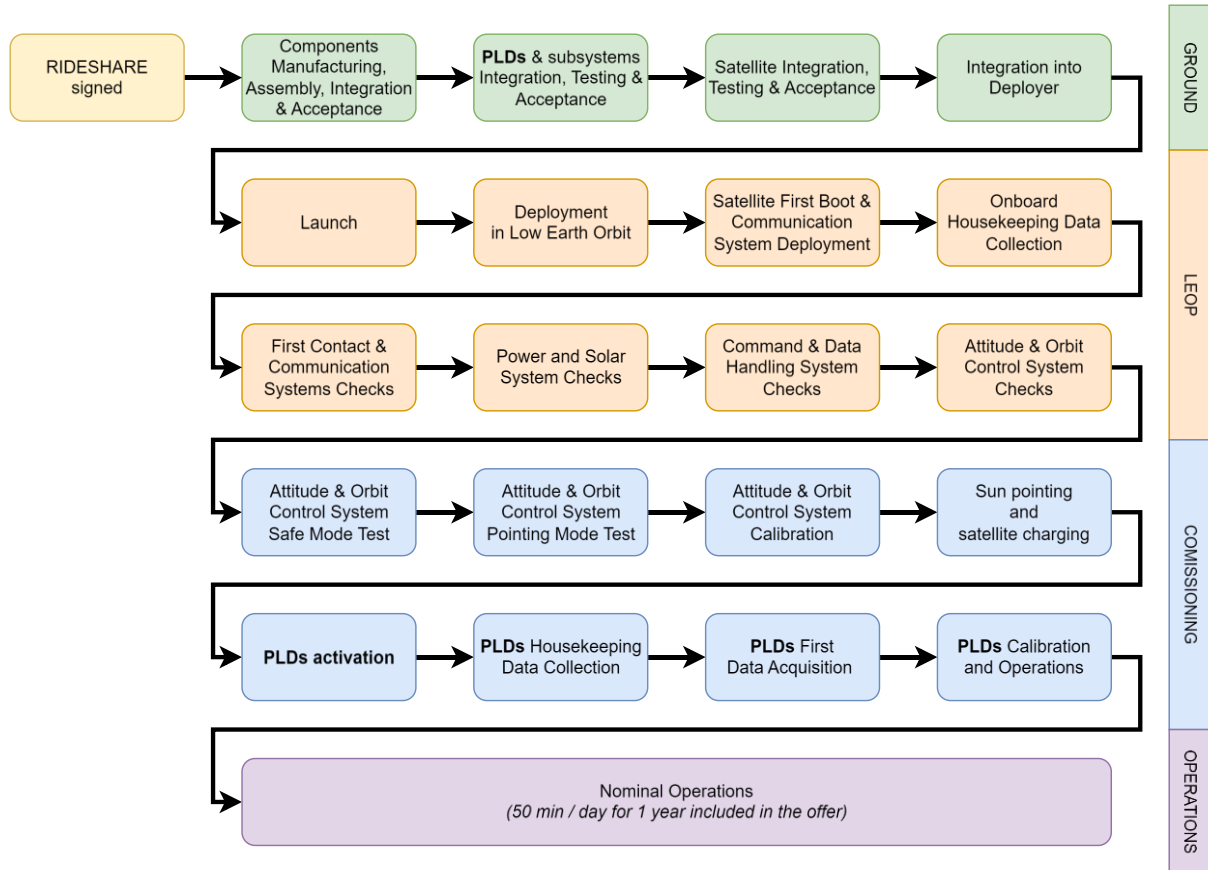 RIDESHARE
signed
Components
Manufacturing,
Assembly, Integration
& Acceptance
PLDs & subsystems
Integration, Testing &
Acceptance
Satellite Integration,
Testing & Acceptance
Integration into
Deployer
GROUND
Launch
Deployment
in Low Earth Orbit
Satellite First Boot &
Communication
System Deployment
Onboard
Housekeeping Data
Collection
LEOP
First Contact &
Communication
Systems Checks
Power and Solar
System Checks
Command & Data
Handling System
Checks
Attitude & Orbit
Control System
Checks
Attitude & Orbit
Control System
Safe Mode Test
Attitude & Orbit
Control System
Pointing Mode Test
Attitude & Orbit
Control System
Calibration
Sun pointing
and
satellite charging
COMISSIONING
PLDs activation
PLDs Housekeeping
Data Collection
PLDs First
Data Acquisition
PLDs Calibration
and Operations
Nominal Operations
(50 min / day for 1 year included in the offer)
OPERATIONS